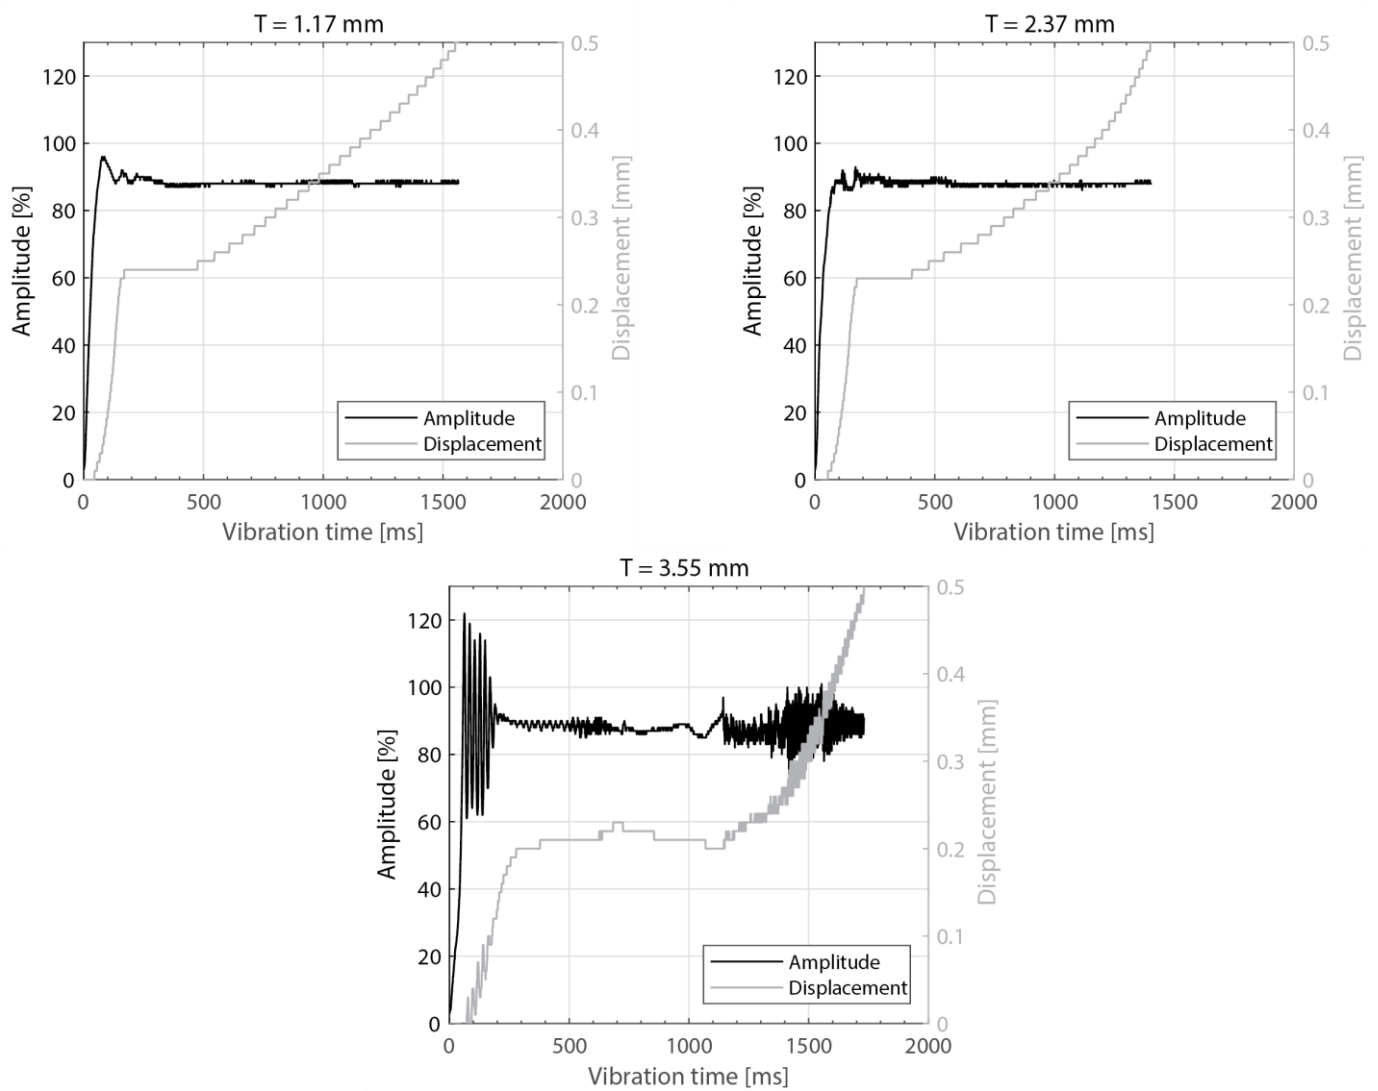 T = 1.17 mm
Amplitude [%]
120
100
80
60
40
20
0
0.5
0.4
0.3
0.2
0.1
0
Displacement [mm]
Amplitude
Displacement
0 500 1000 1500 2000
Vibration time [ms]
T = 2.37 mm
Amplitude [%]
120
100
80
60
40
20
0
0.5
0.4
0.3
0.2
0.1
0
Displacement [mm]
Amplitude
Displacement
0 500 1000 1500 2000
Vibration time [ms]
T = 3.55 mm
Amplitude [%]
120
100
80
60
40
20
0
0.5
0.4
0.3
0.2
0.1
0
Displacement [mm]
Amplitude
Displacement
0 500 1000 1500 2000
Vibration time [ms]